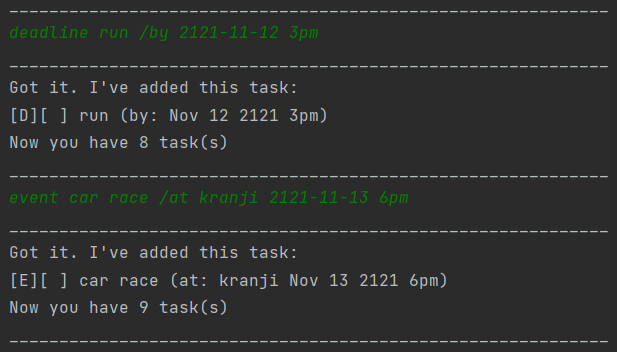 ____________________________________________________________
deadline run /by 2121-11-12 3pm
____________________________________________________________
Got it. I've added this task:
[D][ ] run (by: Nov 12 2121 3pm)
Now you have 8 task(s)
____________________________________________________________
event car race /at kranji 2121-11-13 6pm
____________________________________________________________
Got it. I've added this task:
[E][ ] car race (at: kranji Nov 13 2121 6pm)
Now you have 9 task(s)
____________________________________________________________